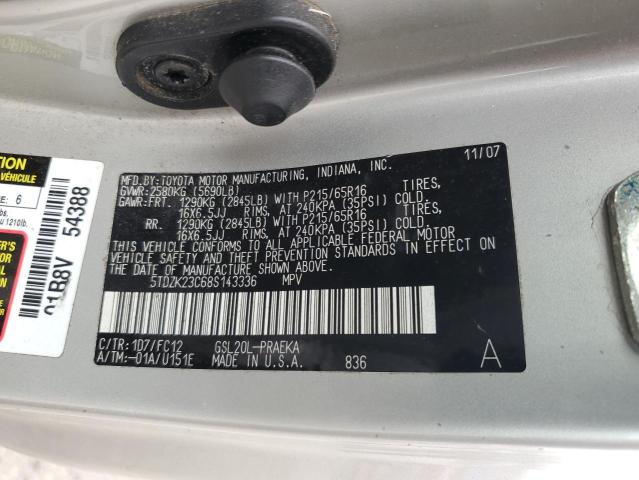 11/07
MFD.BY:TOYOTA MOTOR MANUFACTURING, INDIANA, INC.
GVWR:2580KG (5690LB)
GAWR:FRT. 1290KG (2845LB) WITH P215/65R16 TIRES,
16X6.5JJ RIMS, AT 240KPA (35PSI) COLD.
RR. 1290KG (2845LB) WITH P215/65R16 TIRES,
16X6.5JJ RIMS, AT 240KPA (35PSI) COLD.
THIS VEHICLE CONFORMS TO ALL APPLICABLE FEDERAL MOTOR
VEHICLE SAFETY AND THEFT PREVENTION STANDARDS IN EFFECT ON
THE DATE OF MANUFACTURE SHOWN ABOVE.
5TDZK23C68S143336 MPV
C/TR:1D7/FC12 GSL20L-PRAEKA
A/TM:-01A/U151E MADE IN U.S.A. 836 A
VÉHICULE
6
1210lb.
01B8V 54388